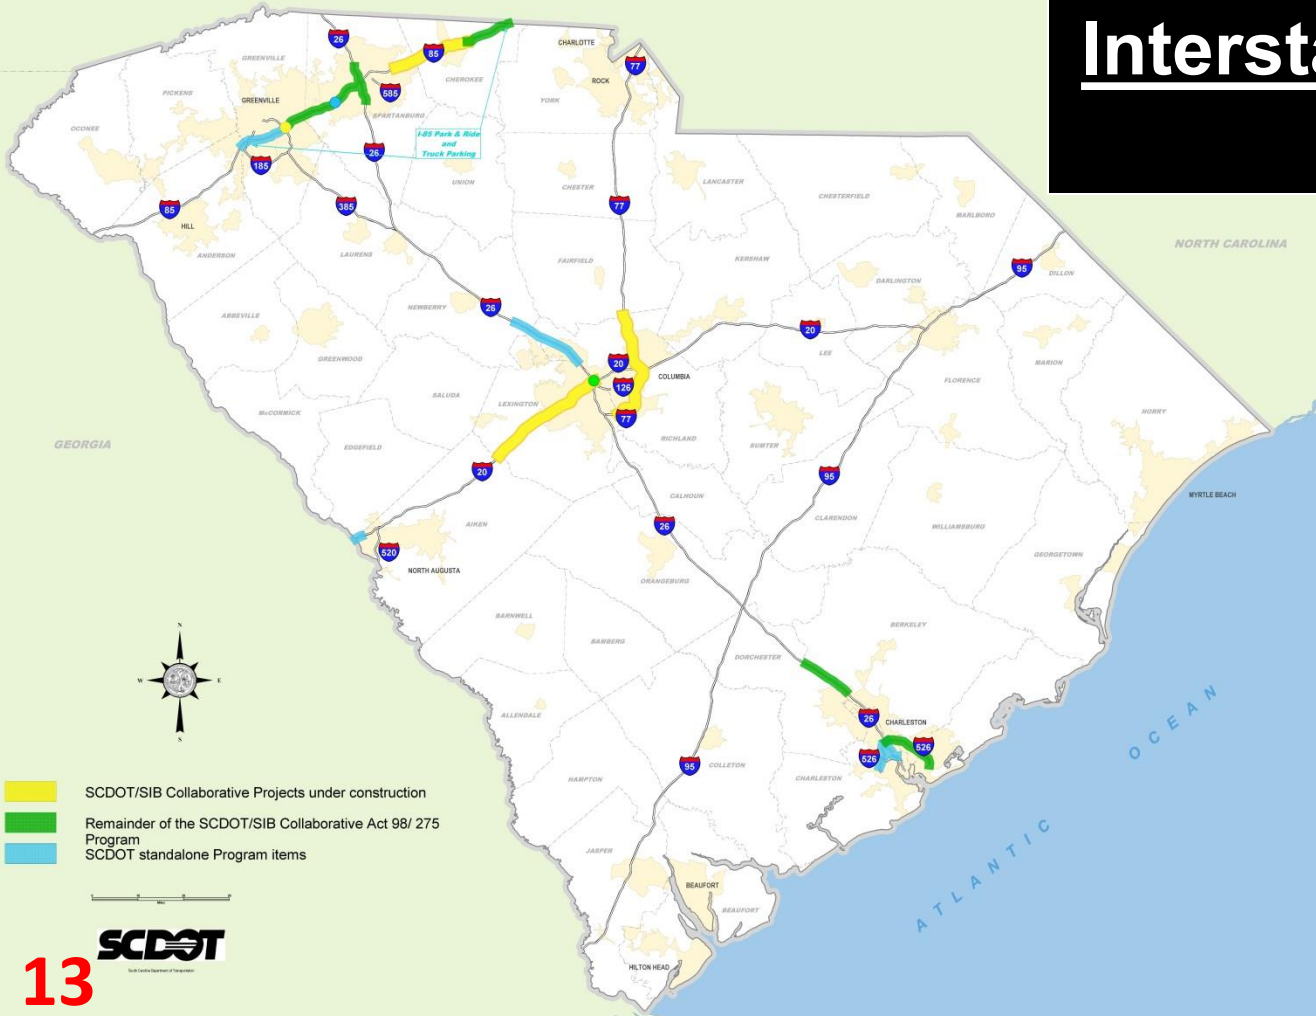 Intersta
26
85
CHARLOTTE
77
GREENVILLE
CHEROKEE
ROCK
585
PICKENS
GREENVILLE
YORK
SPARTANBURG
OCONEE
I-85 Park & Ride
and
Truck Parking
26
185
UNION
CHESTER
LANCASTER
CHESTERFIELD
385
77
85
MARLBORO
HILL
NORTH CAROLINA
ANDERSON
LAURENS
FAIRFIELD
KERSHAW
95
DILLON
DARLINGTON
NEWBERRY
26
ABBEVILLE
20
GREENWOOD
LEE
MARION
20
COLUMBIA
126
FLORENCE
SALUDA
LEXINGTON
McCORMICK
77
HORRY
GEORGIA
EDGEFIELD
RICHLAND
SUMTER
20
95
CALHOUN
MYRTLE BEACH
AIKEN
26
CLARENDON
WILLIAMSBURG
520
GEORGETOWN
NORTH AUGUSTA
ORANGEBURG
BARNWELL
BERKELEY
N
BAMBERG
DORCHESTER
W
E
ALLENDALE
26
CHARLESTON
S
526
526
95
COLLETON
CHARLESTON
HAMPTON
ATLANTIC OCEAN
SCDOT/SIB Collaborative Projects under construction
Remainder of the SCDOT/SIB Collaborative Act 98/ 275
Program
SCDOT standalone Program items
JASPER
BEAUFORT
BEAUFORT
SCDOT
South Carolina Department of Transportation
HILTON HEAD
13